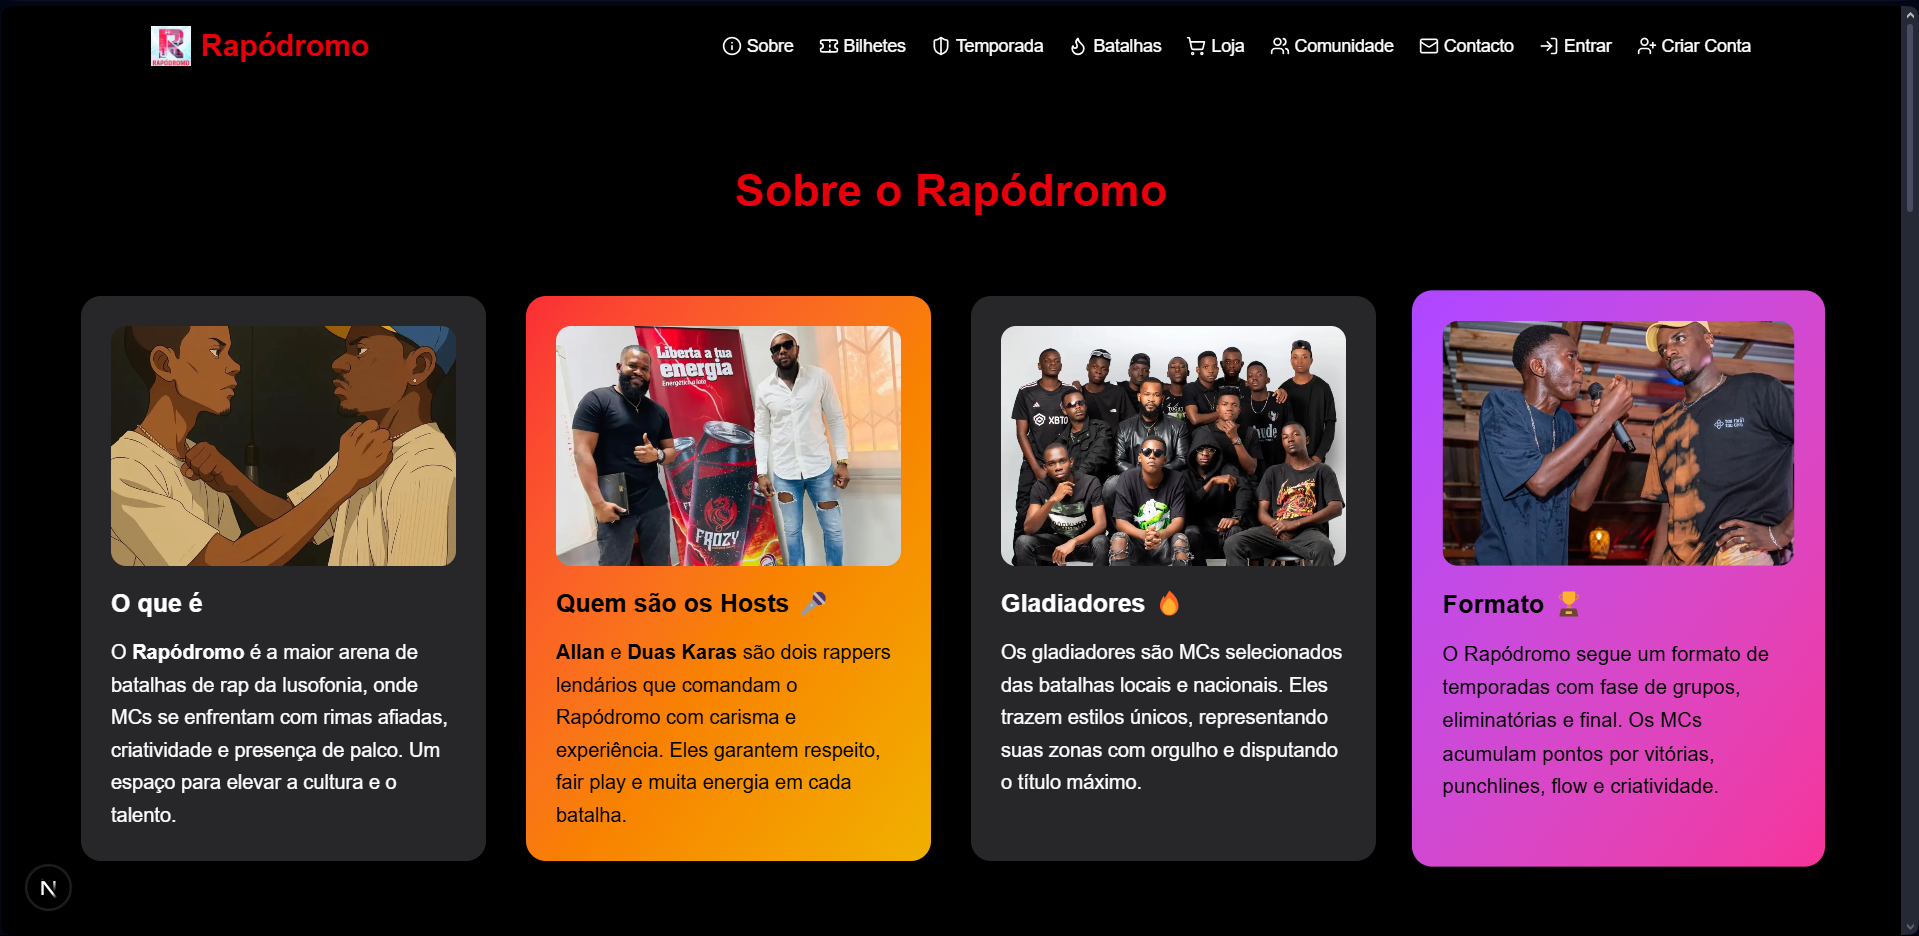 R
RAPÓDROMO
Rapódromo
Sobre
Bilhetes
Temporada
Batalhas
Loja
Comunidade
Contacto
Entrar
Criar Conta
Sobre o Rapódromo
O que é
O Rapódromo é a maior arena de
batalhas de rap da lusofonia, onde
MCs se enfrentam com rimas afiadas,
criatividade e presença de palco. Um
espaço para elevar a cultura e o
talento.
Liberta a tua
energia
FROZY
Quem são os Hosts 🎤
Allan e Duas Karas são dois rappers
lendários que comandam o
Rapódromo com carisma e
experiência. Eles garantem respeito,
fair play e muita energia em cada
batalha.
XBTO
Gladiadores 🔥
Os gladiadores são MCs selecionados
das batalhas locais e nacionais. Eles
trazem estilos únicos, representando
suas zonas com orgulho e disputando
o título máximo.
Formato 🏆
O Rapódromo segue um formato de
temporadas com fase de grupos,
eliminatórias e final. Os MCs
acumulam pontos por vitórias,
punchlines, flow e criatividade.
N